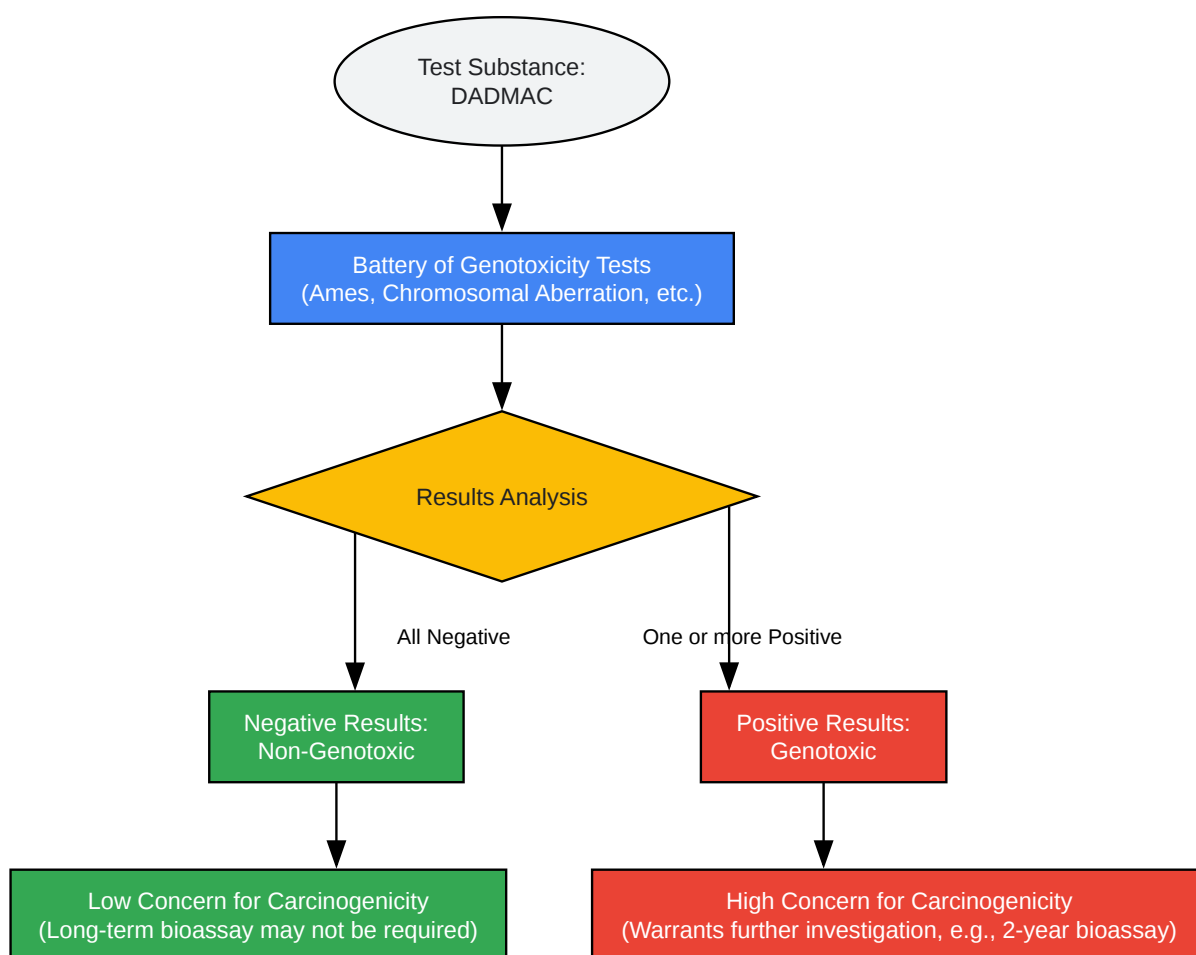 Test Substance:
DADMAC
Battery of Genotoxicity Tests
(Ames, Chromosomal Aberration, etc.)
Results Analysis
All Negative
One or more Positive
Negative Results:
Non-Genotoxic
Positive Results:
Genotoxic
Low Concern for Carcinogenicity
(Long-term bioassay may not be required)
High Concern for Carcinogenicity
(Warrants further investigation, e.g., 2-year bioassay)